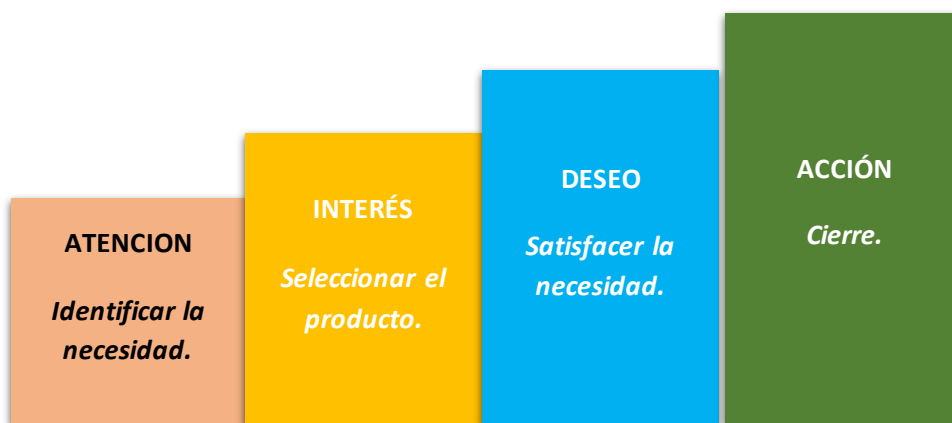 ATENCION
Identificar la
necesidad.
INTERÉS
Seleccionar el
producto.
DESEO
Satisfacer la
necesidad.
ACCIÓN
Cierre.